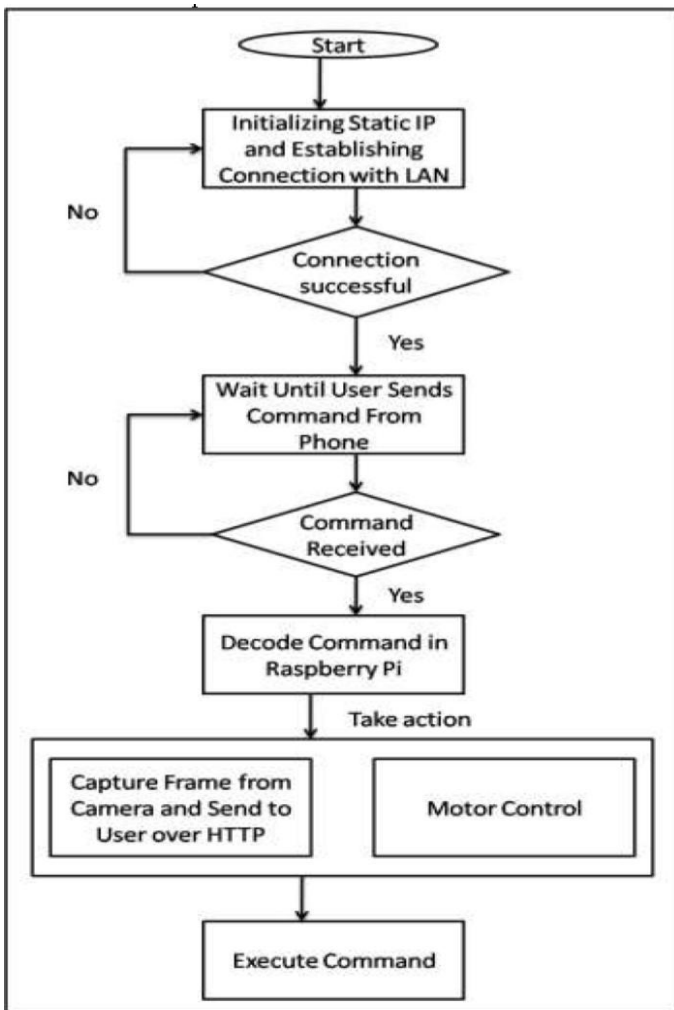 Start
Initializing Static IP
and Establishing
Connection with LAN
No
Connection
successful
Yes
Wait Until User Sends
Command From
Phone
No
Command
Received
Yes
Decode Command in
Raspberry Pi
Take action
Capture Frame from
Camera and Send to
User over HTTP
Motor Control
Execute Command